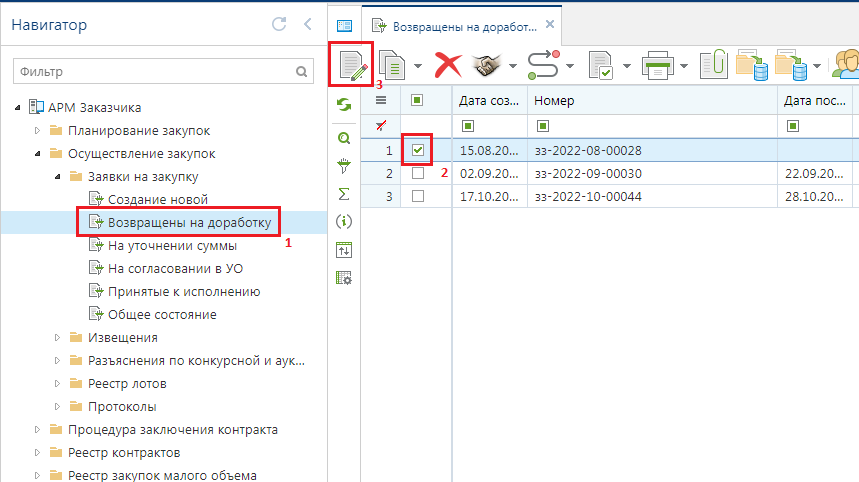 Навигатор
Возвращены на доработ...
Фильтр
3
АРМ Заказчика
Дата соз... Номер Дата пос...
Планирование закупок
Осуществление закупок
1 15.08.20... зз-2022-08-00028
Заявки на закупку
2 02.09.20... зз-2022-09-00030 22.09.20...
2
Создание новой
3 17.10.20... зз-2022-10-00044 28.10.20...
Возвращены на доработку
1
На уточнении суммы
На согласовании в УО
Принятые к исполнению
Общее состояние
Извещения
Разъяснения по конкурсной и аук...
Реестр лотов
Протоколы
Процедура заключения контракта
Реестр контрактов
Реестр закупок малого объема